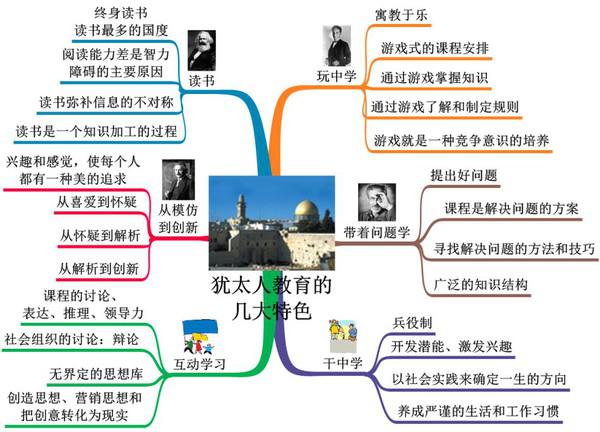 犹太人教育的
几大特色
读书
终身读书
读书最多的国度
阅读能力差是智力
障碍的主要原因
读书弥补信息的不对称
读书是一个知识加工的过程
从模仿
到创新
兴趣和感觉，使每个人
都有一种美的追求
从喜爱到怀疑
从怀疑到解析
从解析到创新
互动学习
课程的讨论、
表达、推理、领导力
社会组织的讨论：辩论
无界定的思想库
创造思想、营销思想和
把创意转化为现实
玩中学
寓教于乐
游戏式的课程安排
通过游戏掌握知识
通过游戏了解和制定规则
游戏就是一种竞争意识的培养
带着问题学
提出好问题
课程是解决问题的方案
寻找解决问题的方法和技巧
广泛的知识结构
干中学
兵役制
开发潜能、激发兴趣
以社会实践来确定一生的方向
养成严谨的生活和工作习惯